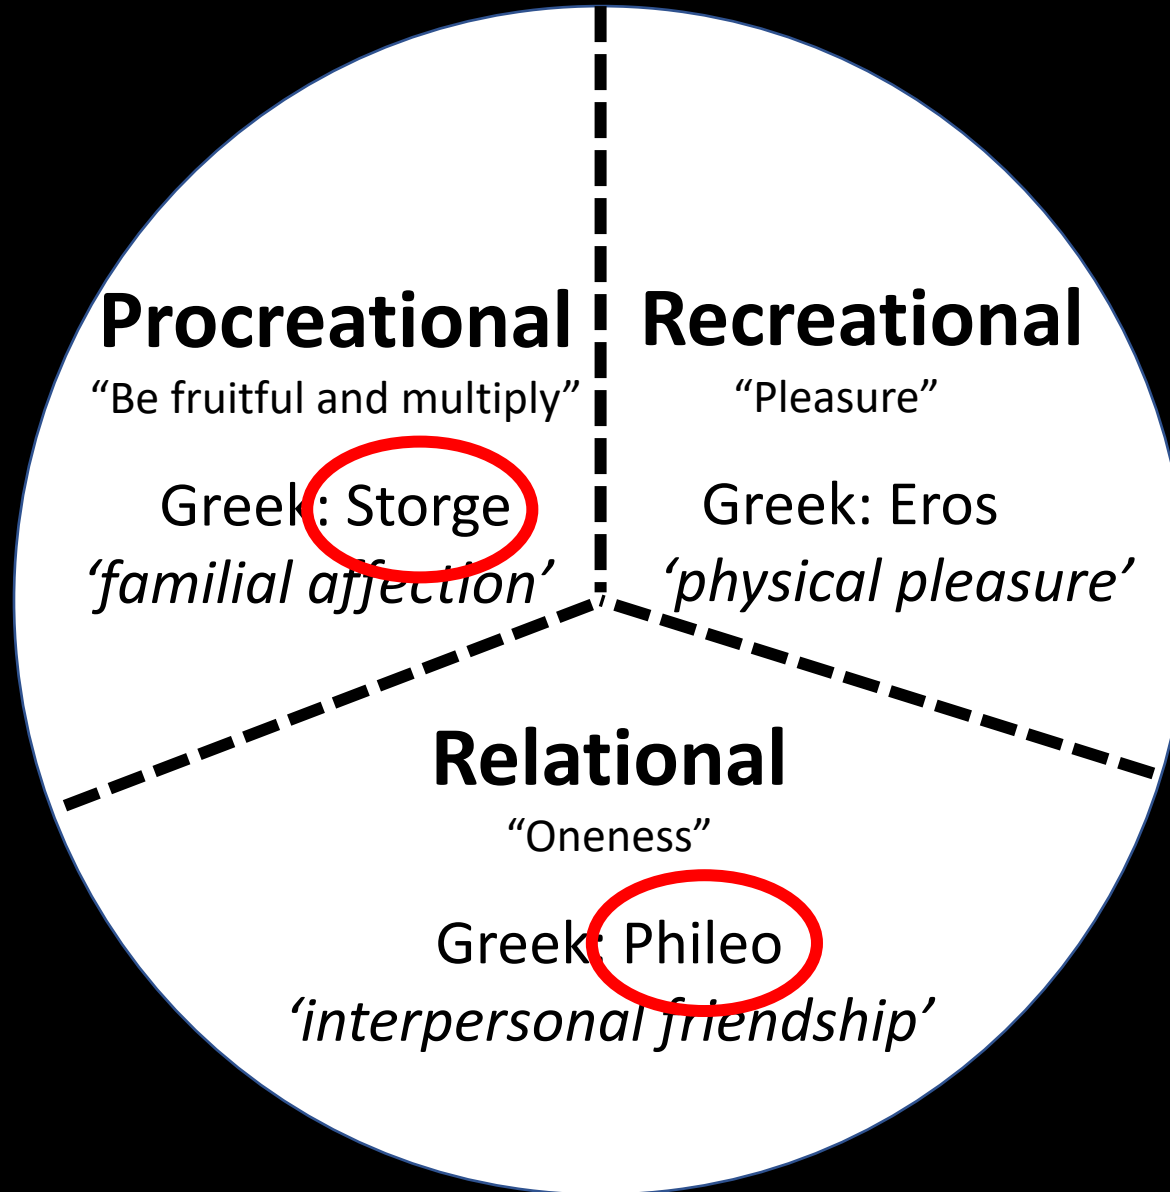 Procreational
“Be fruitful and multiply”
Greek: Storge
‘familial affection’
Recreational
“Pleasure”
Greek: Eros
‘physical pleasure’
Relational
“Oneness”
Greek: Phileo
‘interpersonal friendship’